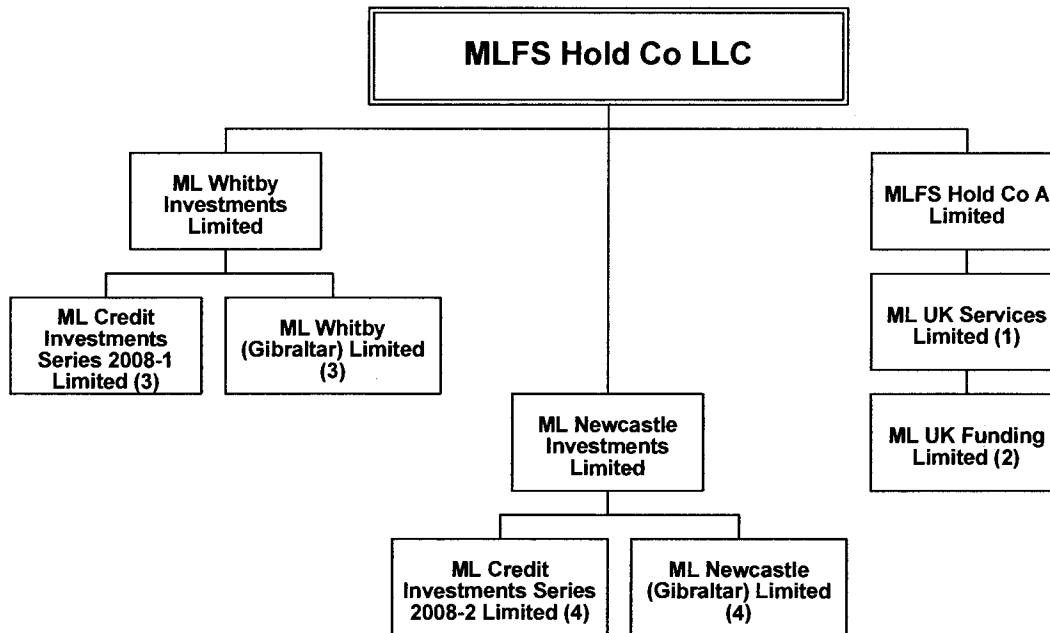 MLFS Hold Co LLC
ML Whitby
Investments
Limited
MLFS Hold Co A
Limited
ML Credit
Investments
Series 2008-1
Limited (3)
ML Whitby
(Gibraltar) Limited
(3)
ML UK Services
Limited (1)
ML Newcastle
Investments
Limited
ML UK Funding
Limited (2)
ML Credit
Investments Series
2008-2 Limited (4)
ML Newcastle
(Gibraltar) Limited
(4)